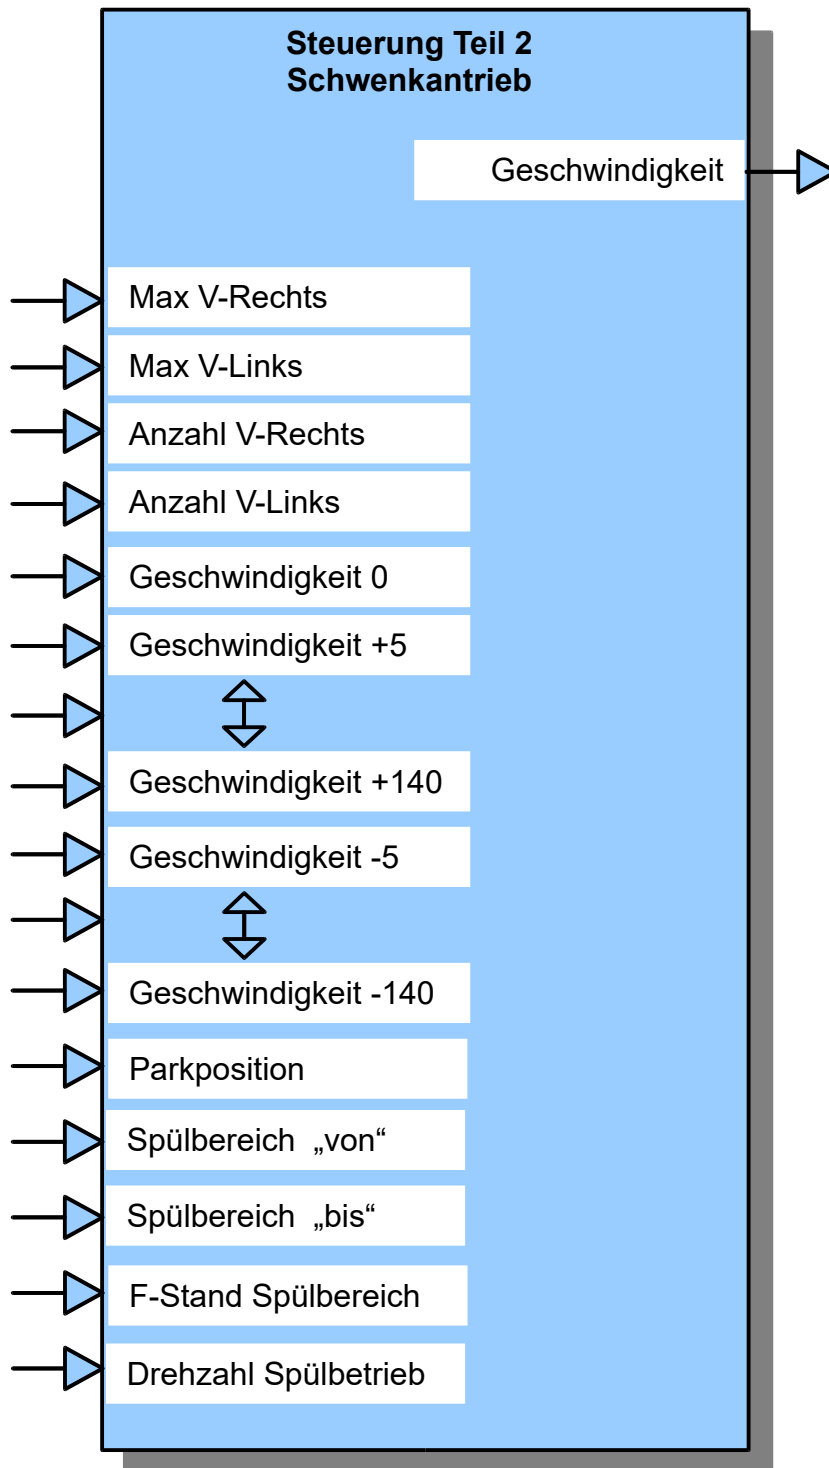 Steuerung Teil 2
Schwenkantrieb
Geschwindigkeit
Max V-Rechts
Max V-Links
Anzahl V-Rechts
Anzahl V-Links
Geschwindigkeit 0
Geschwindigkeit +5
Geschwindigkeit +140
Geschwindigkeit -5
Geschwindigkeit -140
Parkposition
Spülbereich „von“
Spülbereich „bis“
F-Stand Spülbereich
Drehzahl Spülbetrieb